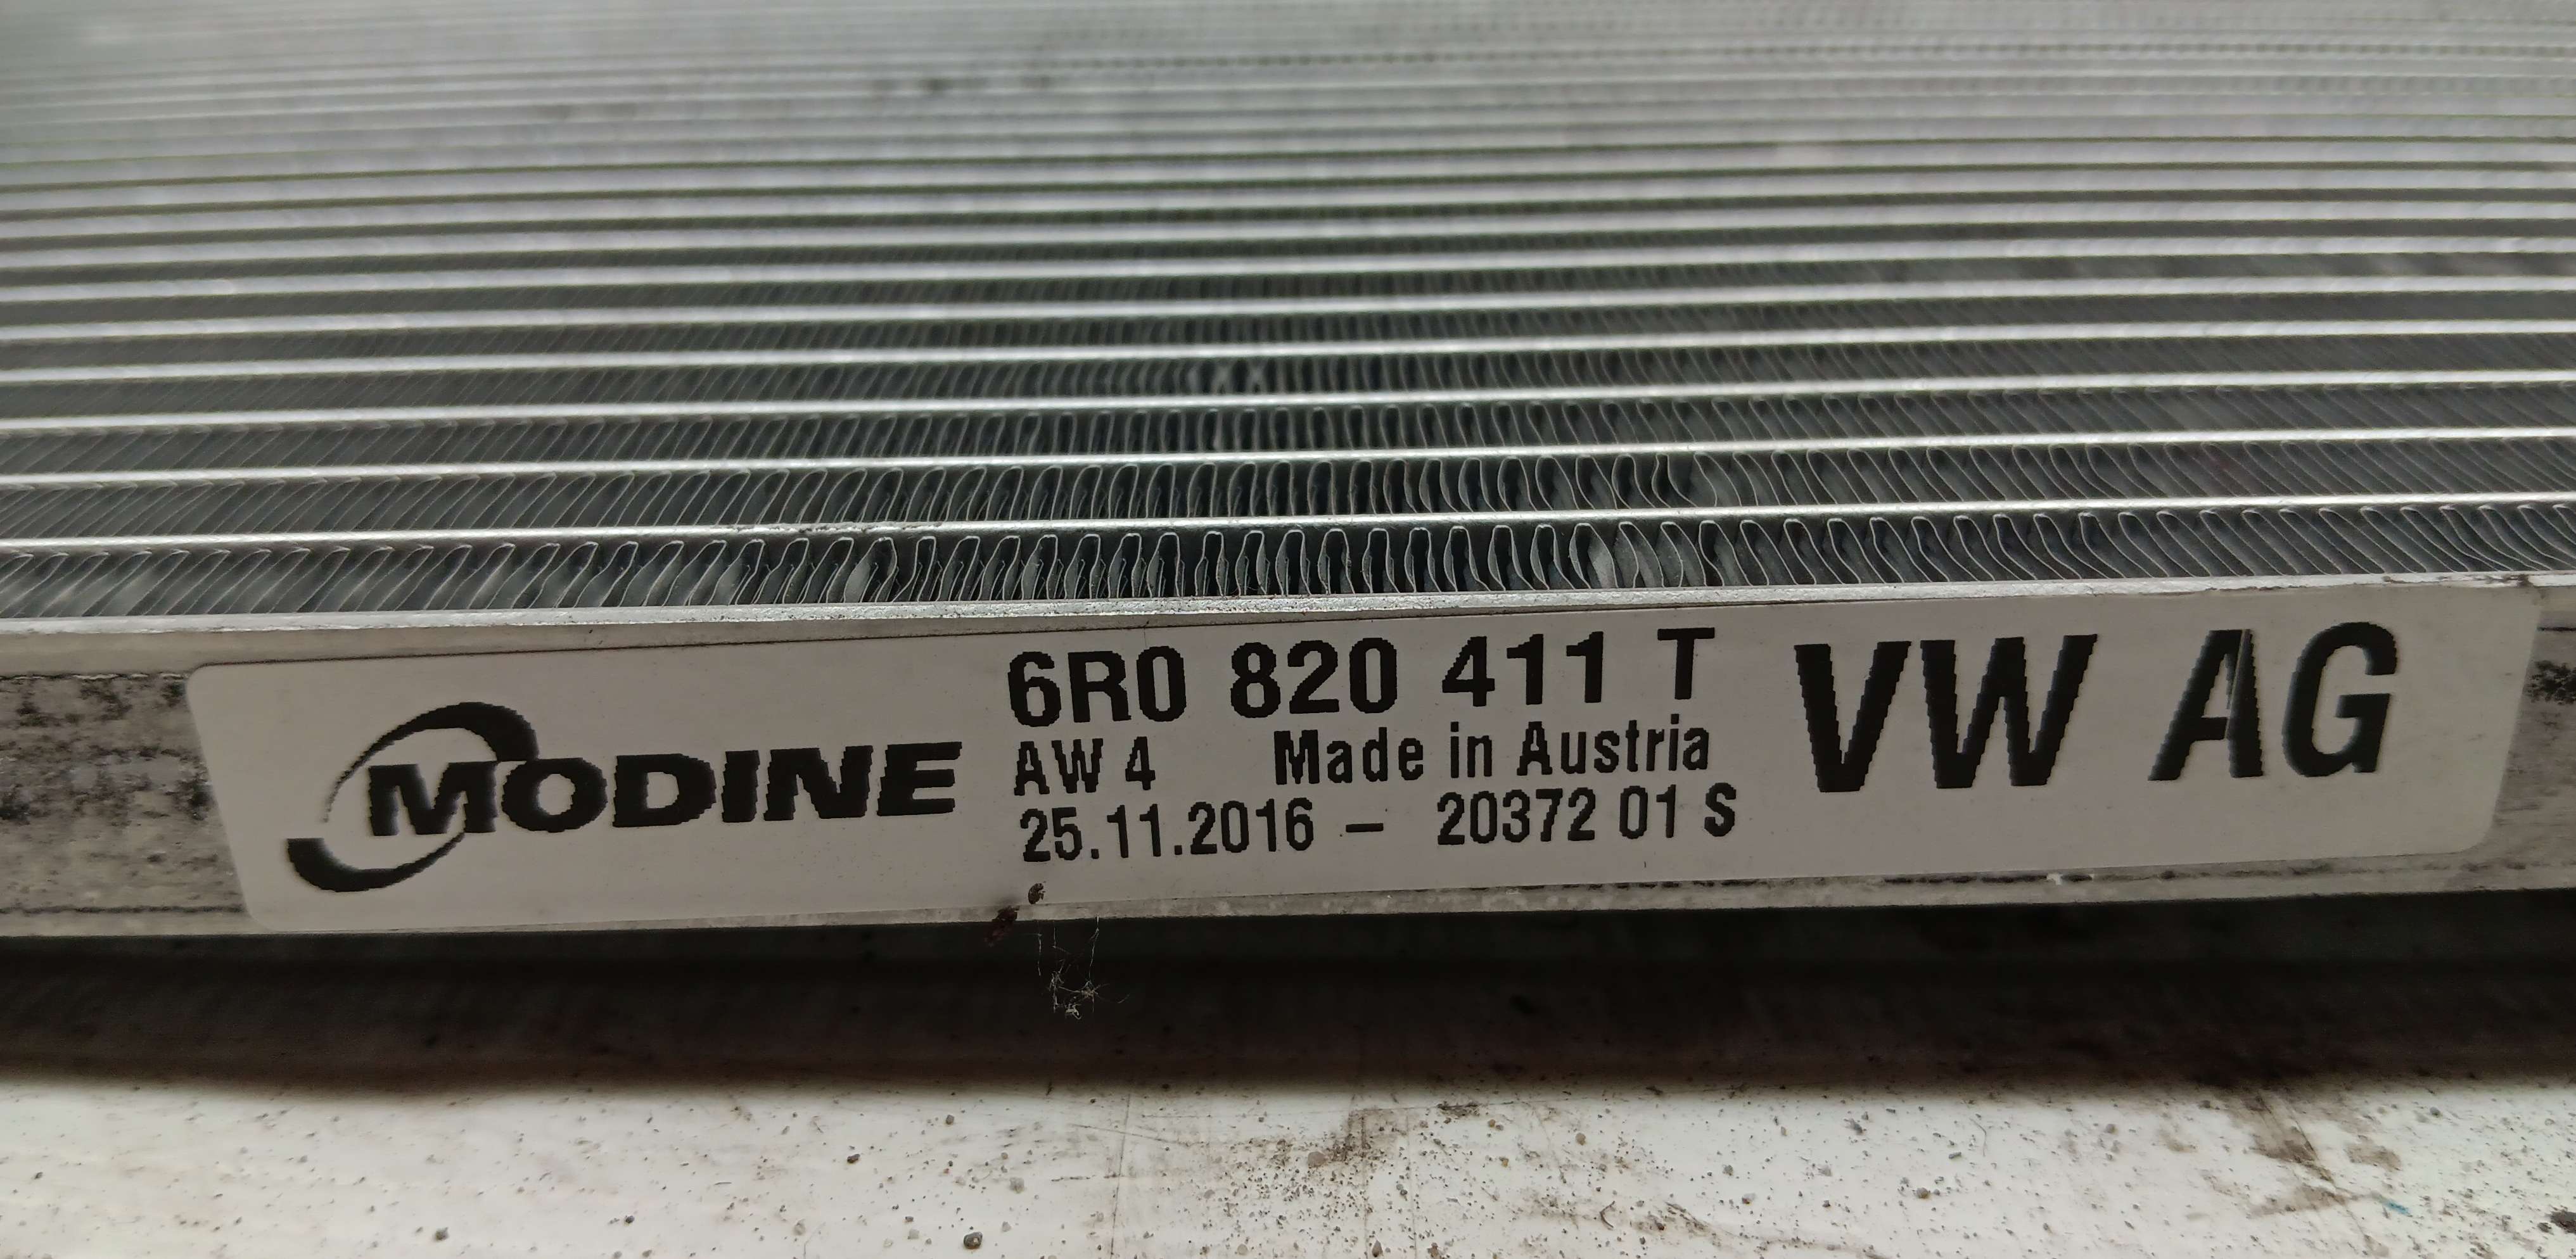 MODINE
6R0 820 411 T
AW 4 Made in Austria
25.11.2016 – 20372 01 S
VW AG